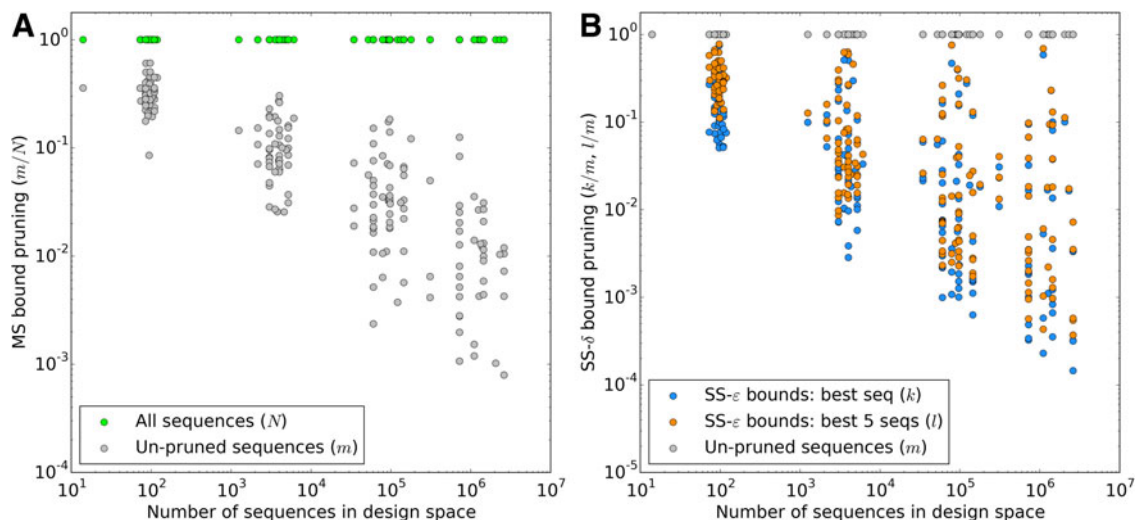 A
MS bound pruning (m/N)
10^0
10^-1
10^-2
10^-3
10^-4
All sequences (N)
Un-pruned sequences (m)
10^1 10^2 10^3 10^4 10^5 10^6 10^7
Number of sequences in design space
B
SS-δ bound pruning (k/m, l/m)
10^0
10^-1
10^-2
10^-3
10^-4
10^-5
SS-ε bounds: best seq (k)
SS-ε bounds: best 5 seqs (l)
Un-pruned sequences (m)
10^1 10^2 10^3 10^4 10^5 10^6 10^7
Number of sequences in design space